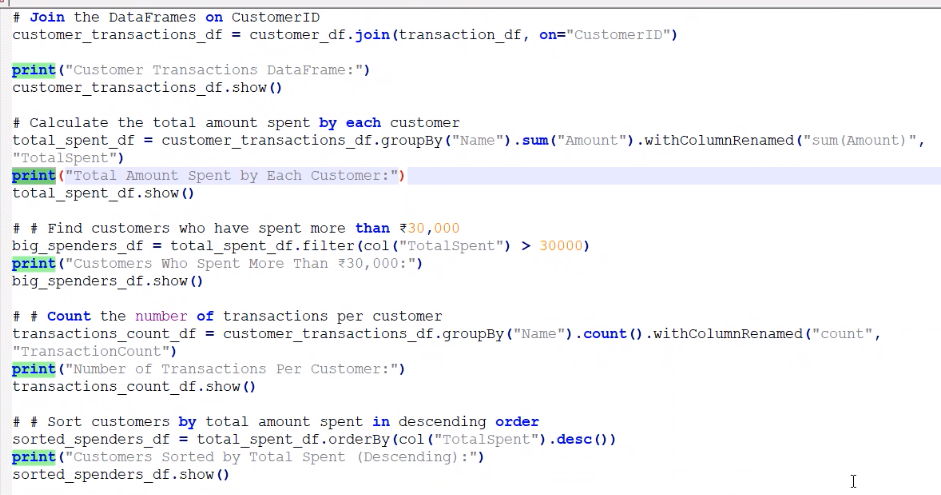 # Join the DataFrames on CustomerID
customer_transactions_df = customer_df.join(transaction_df, on="CustomerID")
print("Customer Transactions DataFrame:")
customer_transactions_df.show()
# Calculate the total amount spent by each customer
total_spent_df = customer_transactions_df.groupBy("Name").sum("Amount").withColumnRenamed("sum(Amount)",
"TotalSpent")
print("Total Amount Spent by Each Customer:")
total_spent_df.show()
# # Find customers who have spent more than ₹30,000
big_spenders_df = total_spent_df.filter(col("TotalSpent") > 30000)
print("Customers Who Spent More Than ₹30,000:")
big_spenders_df.show()
# # Count the number of transactions per customer
transactions_count_df = customer_transactions_df.groupBy("Name").count().withColumnRenamed("count",
"TransactionCount")
print("Number of Transactions Per Customer:")
transactions_count_df.show()
# # Sort customers by total amount spent in descending order
sorted_spenders_df = total_spent_df.orderBy(col("TotalSpent").desc())
print("Customers Sorted by Total Spent (Descending):")
sorted_spenders_df.show()